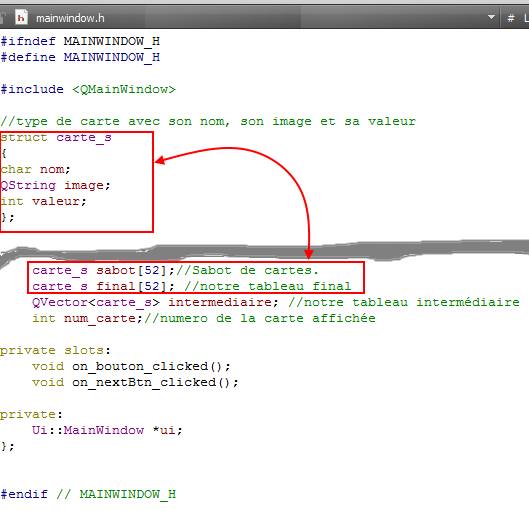 mainwindow.h
# L
#ifndef MAINWINDOW_H
#define MAINWINDOW_H
#include <QMainWindow>
//type de carte avec son nom, son image et sa valeur
struct carte_s
{
char nom;
QString image;
int valeur;
};
carte_s sabot[52];//Sabot de cartes.
carte_s final[52]; //notre tableau final
QVector<carte_s> intermediaire; //notre tableau intermédiaire
int num_carte;//numero de la carte affichée
private slots:
void on_bouton_clicked();
void on_nextBtn_clicked();
private:
Ui::MainWindow *ui;
};
#endif // MAINWINDOW_H